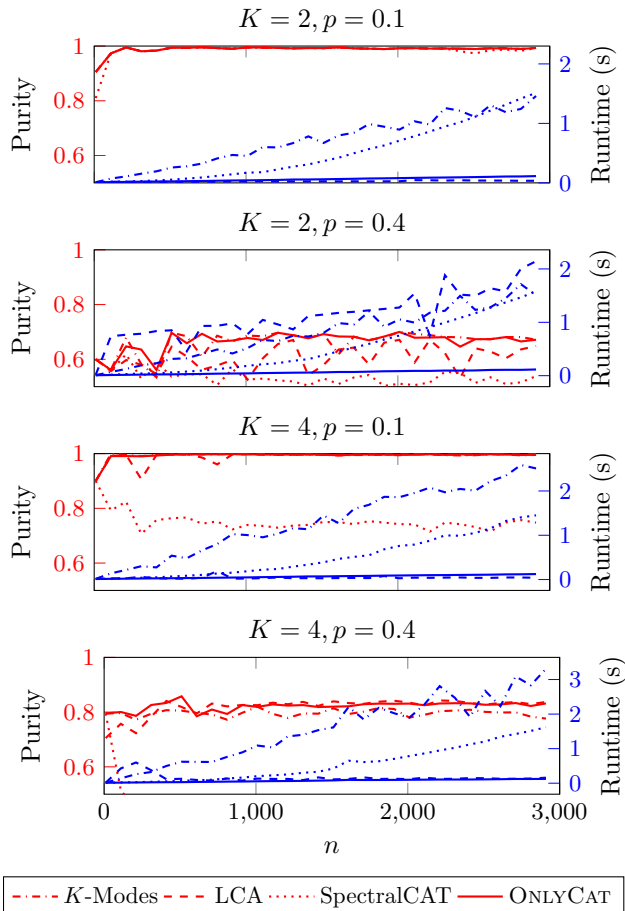 K = 2, p = 0.1
1
0.8
0.6
Purity
2
1
0
Runtime (s)
K = 2, p = 0.4
1
0.8
0.6
Purity
2
1
0
Runtime (s)
K = 4, p = 0.1
1
0.8
0.6
Purity
2
1
0
Runtime (s)
K = 4, p = 0.4
1
0.8
0.6
Purity
3
2
1
0
Runtime (s)
0 1,000 2,000 3,000
n
K-Modes LCA SpectralCAT ONLYCAT